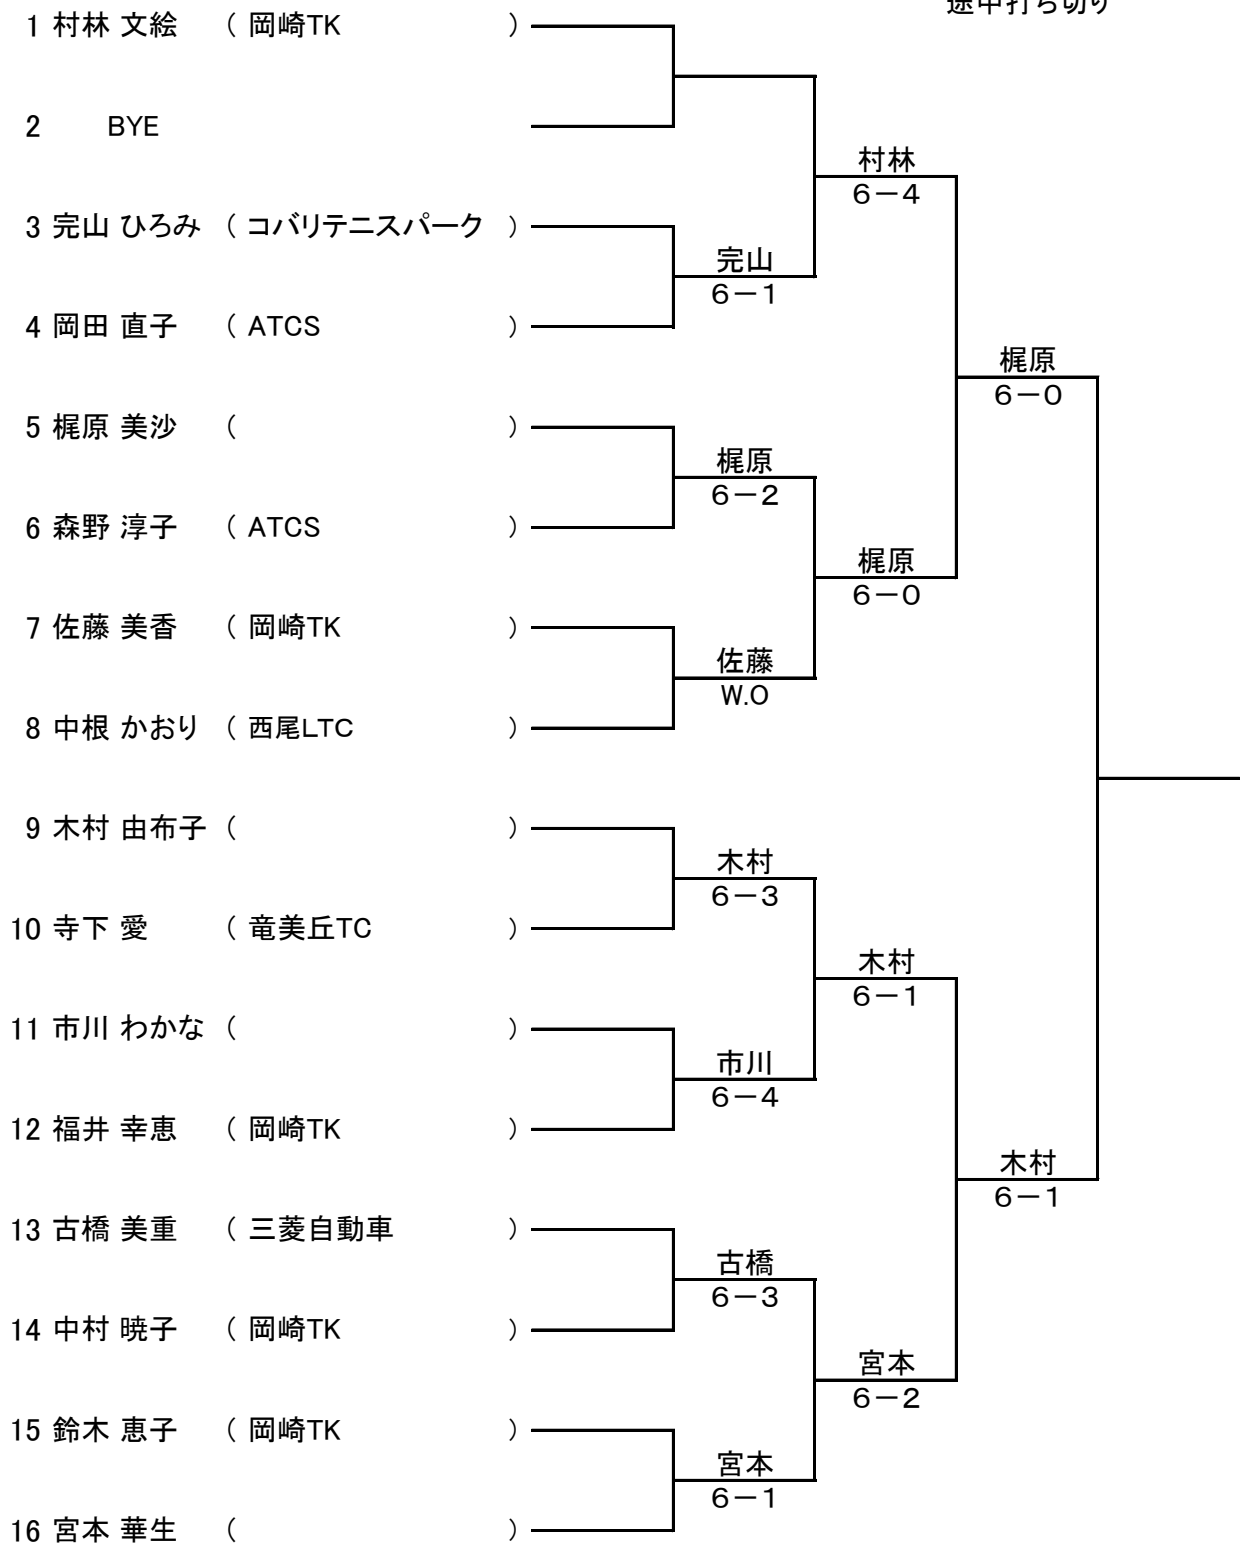 途中打ち切り
1 村林 文絵 ( 岡崎TK )
2 BYE
村林
6-4
3 完山 ひろみ ( コバリテニスパーク )
完山
6-1
4 岡田 直子 ( ATCS )
梶原
6-0
5 梶原 美沙 ( )
梶原
6-2
6 森野 淳子 ( ATCS )
梶原
6-0
7 佐藤 美香 ( 岡崎TK )
佐藤
W.O
8 中根 かおり ( 西尾LTC )
9 木村 由布子 ( )
木村
6-3
10 寺下 愛 ( 竜美丘TC )
木村
6-1
11 市川 わかな ( )
市川
6-4
12 福井 幸恵 ( 岡崎TK )
木村
6-1
13 古橋 美重 ( 三菱自動車 )
古橋
6-3
14 中村 暁子 ( 岡崎TK )
宮本
6-2
15 鈴木 恵子 ( 岡崎TK )
宮本
6-1
16 宮本 華生 ( )